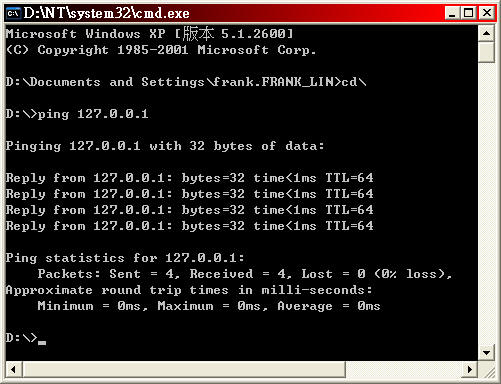 D:\NT\system32\cmd.exe
Microsoft Windows XP [版本 5.1.2600]
(C) Copyright 1985-2001 Microsoft Corp.
D:\Documents and Settings\frank.FRANK_LIN>cd\
D:\>ping 127.0.0.1
Pinging 127.0.0.1 with 32 bytes of data:
Reply from 127.0.0.1: bytes=32 time<1ms TTL=64
Reply from 127.0.0.1: bytes=32 time<1ms TTL=64
Reply from 127.0.0.1: bytes=32 time<1ms TTL=64
Reply from 127.0.0.1: bytes=32 time<1ms TTL=64
Ping statistics for 127.0.0.1:
Packets: Sent = 4, Received = 4, Lost = 0 (0% loss),
Approximate round trip times in milli-seconds:
Minimum = 0ms, Maximum = 0ms, Average = 0ms
D:\>_